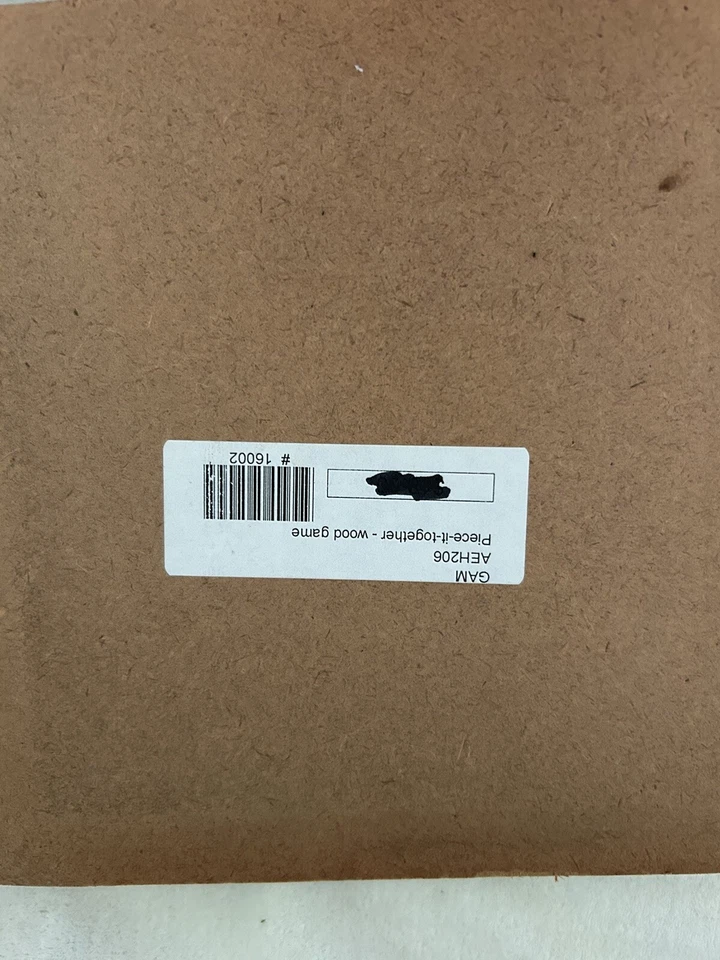 GAM
AEH206
Piece-it-together - wood game
# 16002